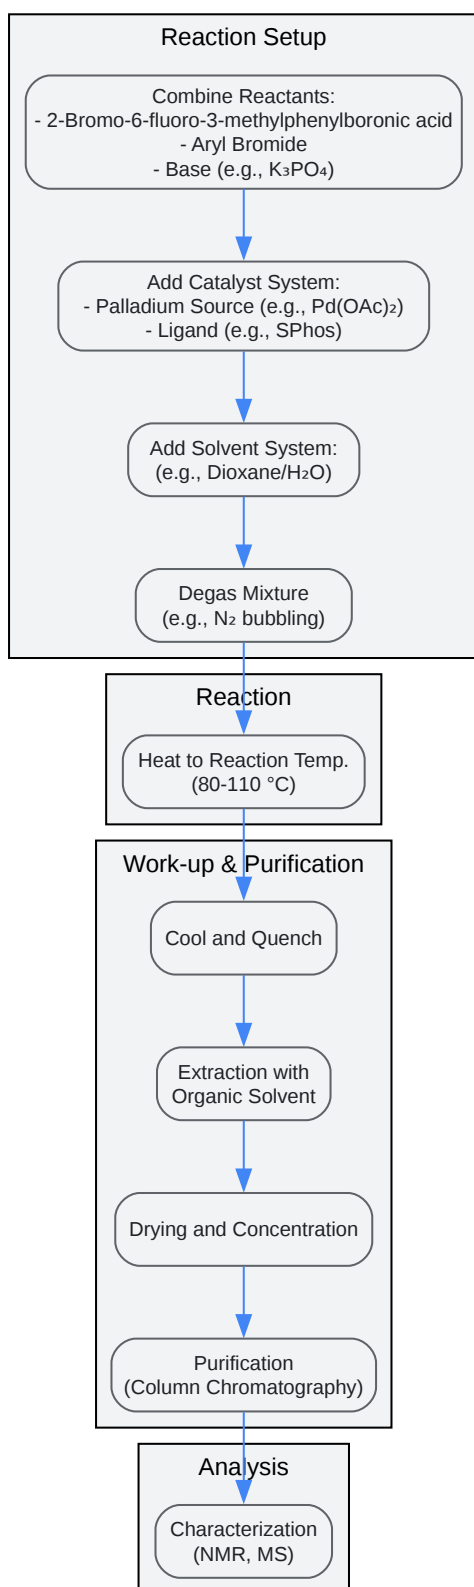 Reaction Setup
Combine Reactants:
- 2-Bromo-6-fluoro-3-methylphenylboronic acid
- Aryl Bromide
- Base (e.g., K₃PO₄)
Add Catalyst System:
- Palladium Source (e.g., Pd(OAc)₂)
- Ligand (e.g., SPhos)
Add Solvent System:
(e.g., Dioxane/H₂O)
Degas Mixture
(e.g., N₂ bubbling)
Reaction
Heat to Reaction Temp.
(80-110 °C)
Work-up & Purification
Cool and Quench
Extraction with
Organic Solvent
Drying and Concentration
Purification
(Column Chromatography)
Analysis
Characterization
(NMR, MS)